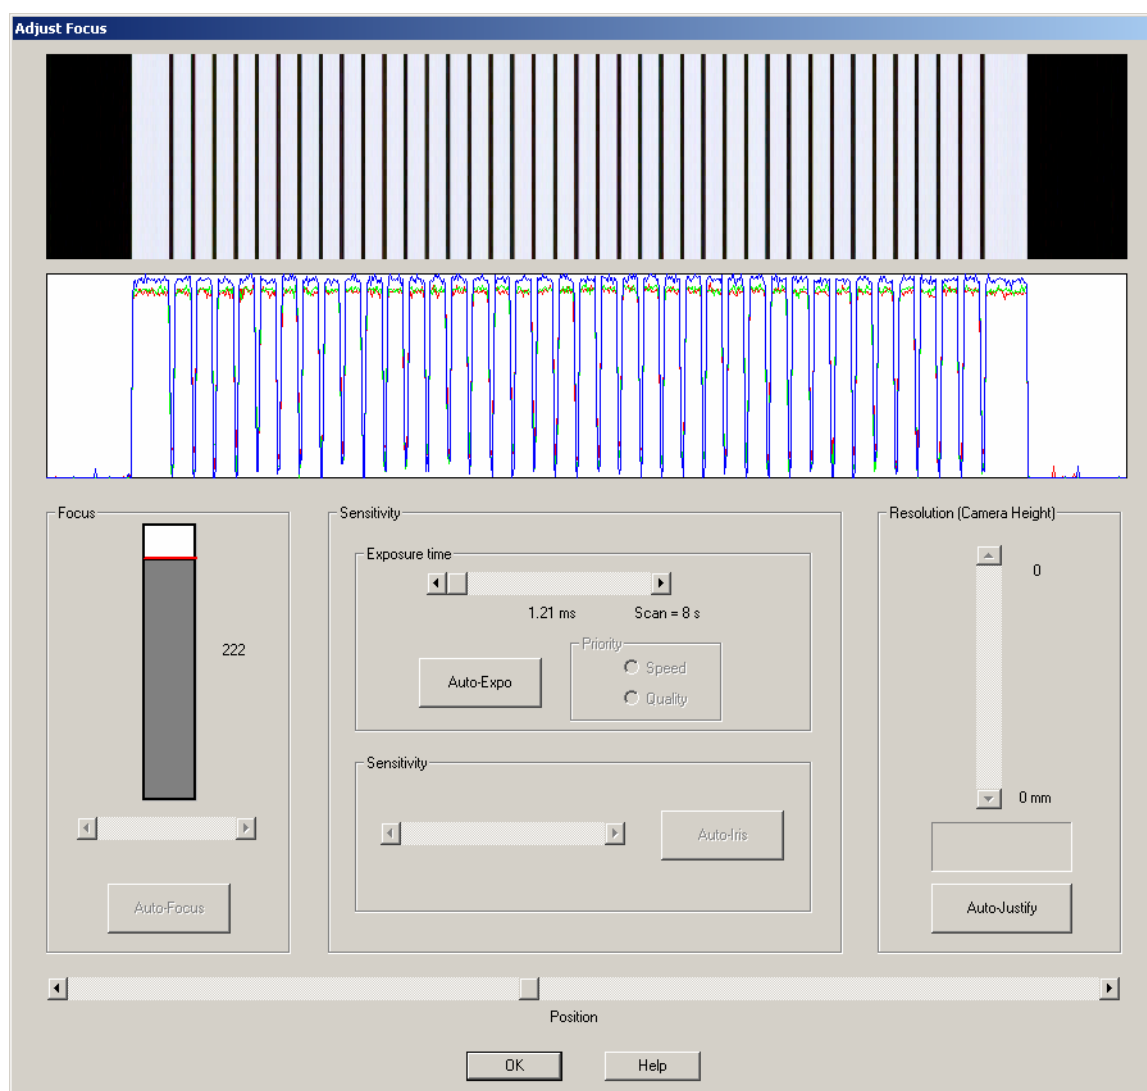 Adjust Focus
Focus
222
Auto-Focus
Sensitivity
Exposure time
1.21 ms
Scan = 8 s
Auto-Expo
Priority
Speed
Quality
Sensitivity
Auto-Iris
Resolution (Camera Height)
0
0 mm
Auto-Justify
Position
OK
Help